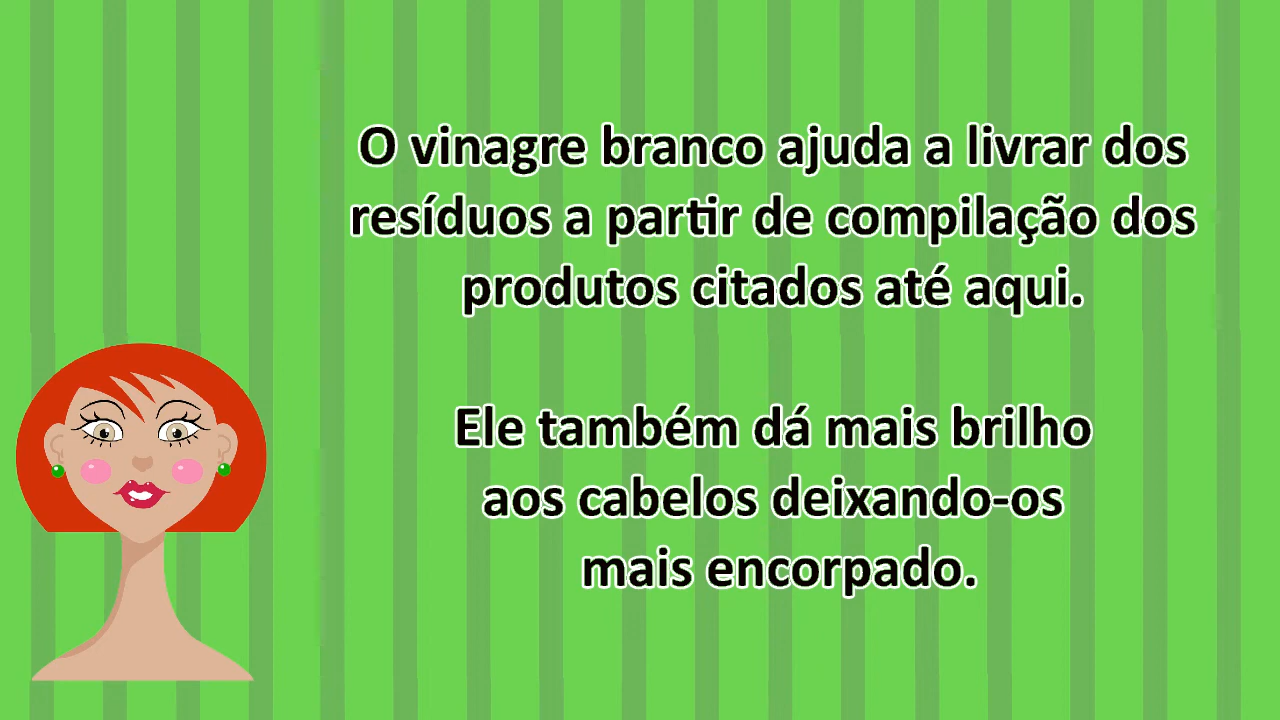 O vinagre branco ajuda a livrar dos
resíduos a partir de compilação dos
produtos citados até aqui.
Ele também dá mais brilho
aos cabelos deixando-os
mais encorpado.